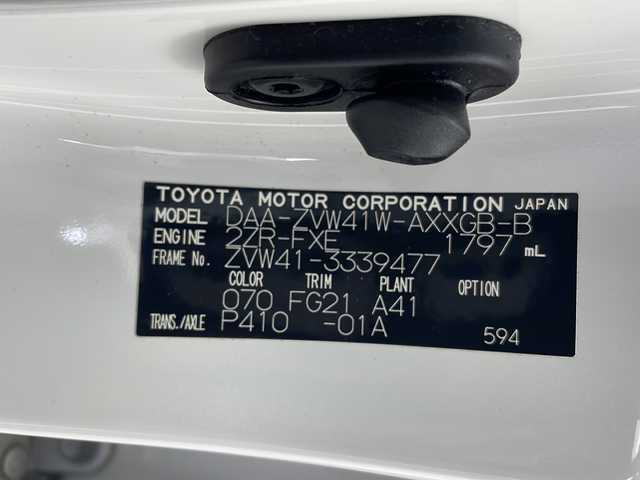 TOYOTA MOTOR CORPORATION JAPAN
MODEL DAA-ZVW41W-AXXGB-B
ENGINE 2ZR-FXE 1797 mL
FRAME No. ZVW41-3339477
COLOR TRIM PLANT OPTION
070 FG21 A41
TRANS./AXLE P410 -01A 594